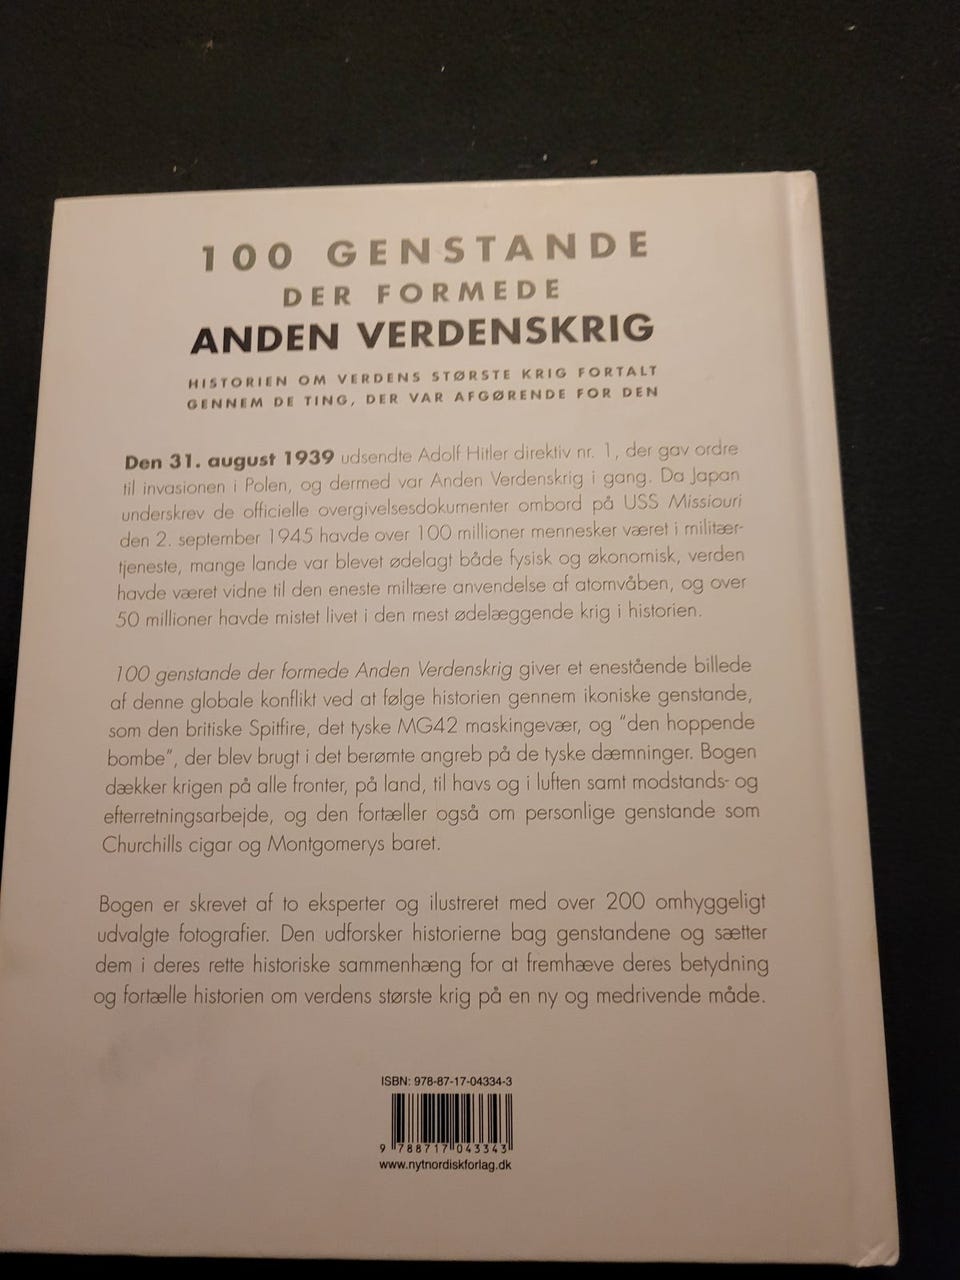 100 GENSTANDE
DER FORMEDE
ANDEN VERDENSKRIG
HISTORIEN OM VERDENS STØRSTE KRIG FORTALT
GENNEM DE TING, DER VAR AFGØRENDE FOR DEN
Den 31. august 1939 udsendte Adolf Hitler direktiv nr. 1, der gav ordre
til invasionen i Polen, og dermed var Anden Verdenskrig i gang. Da Japan
underskrev de officielle overgivelsesdokumenter ombord på USS Missiouri
den 2. september 1945 havde over 100 millioner mennesker været i militær-
tjeneste, mange lande var blevet ødelagt både fysisk og økonomisk, verden
havde været vidne til den eneste miltære anvendelse af atomvåben, og over
50 millioner havde mistet livet i den mest ødelæggende krig i historien.
100 genstande der formede Anden Verdenskrig giver et enestående billede
af denne globale konflikt ved at følge historien gennem ikoniske genstande,
som den britiske Spitfire, det tyske MG42 maskingevær, og "den hoppende
bombe", der blev brugt i det berømte angreb på de tyske dæmninger. Bogen
dækker krigen på alle fronter, på land, til havs og i luften samt modstands- og
efterretningsarbejde, og den fortæller også om personlige genstande som
Churchills cigar og Montgomerys baret.
Bogen er skrevet af to eksperter og ilustreret med over 200 omhyggeligt
udvalgte fotografier. Den udforsker historierne bag genstandene og sætter
dem i deres rette historiske sammenhæng for at fremhæve deres betydning
og fortælle historien om verdens største krig på en ny og medrivende måde.
ISBN: 978-87-17-04334-3
9 788717 043343
www.nytnordiskforlag.dk